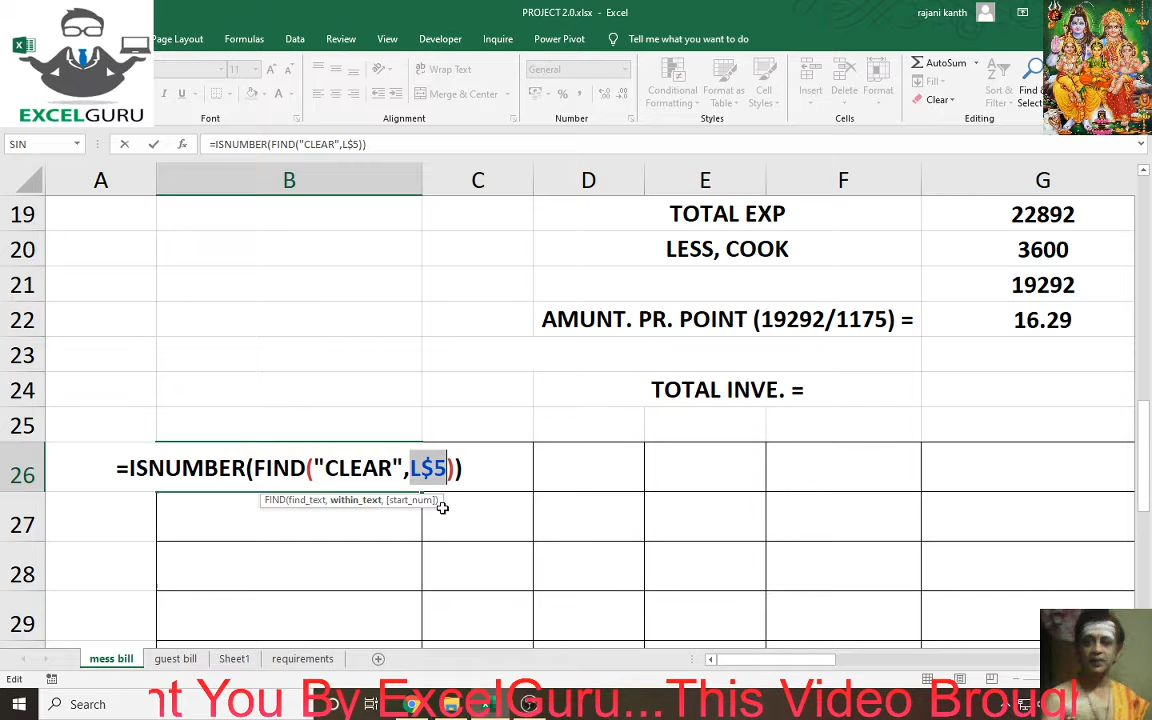 PROJECT 2.0.xlsx - Excel
rajani kanth
Page Layout Formulas Data Review View Developer Inquire Power Pivot Tell me what you want to do
EXCELGURU
11 A A
I U A
Font
Wrap Text
Merge & Center
Alignment
General
% ,
Number
Conditional Formatting
Format as Table
Cell Styles
Styles
Insert Delete Format
Cells
Σ AutoSum
Fill
Clear
Sort & Filter
Find & Select
Editing
SIN fx =ISNUMBER(FIND("CLEAR",L$5))
A B C D E F G
19 TOTAL EXP 22892
20 LESS, COOK 3600
21 19292
22 AMUNT. PR. POINT (19292/1175) = 16.29
23
24 TOTAL INVE. =
25
26 =ISNUMBER(FIND("CLEAR",L$5))
FIND(find_text, within_text, [start_num])
27
28
29
mess bill guest bill Sheet1 requirements
Edit
Search
nt You By ExcelGuru...This Video Brough